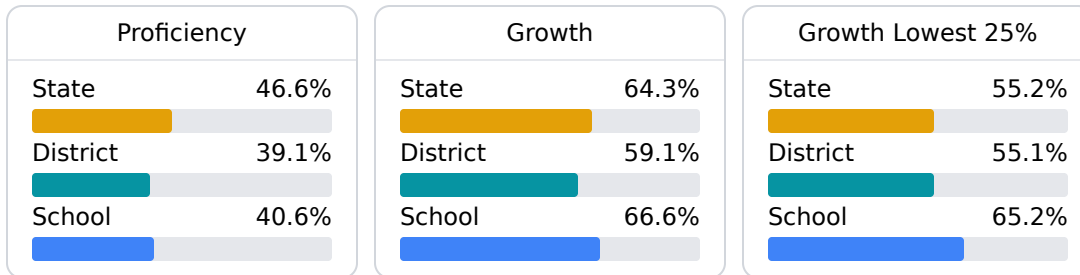 Proficiency
State 46.6%
District 39.1%
School 40.6%
Growth
State 64.3%
District 59.1%
School 66.6%
Growth Lowest 25%
State 55.2%
District 55.1%
School 65.2%